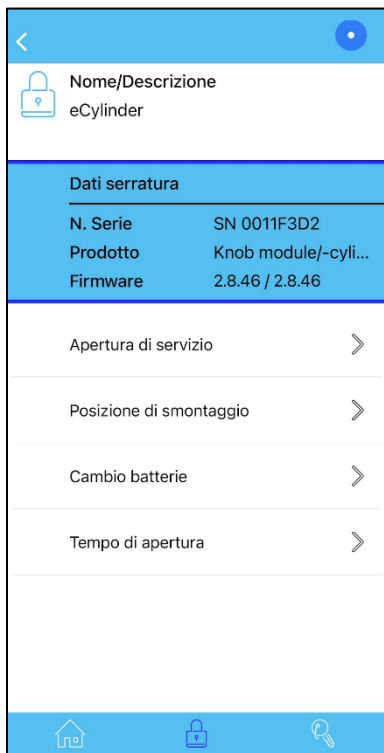 Nome/Descrizione
eCylinder
Dati serratura
N. Serie SN 0011F3D2
Prodotto Knob module/-cyli...
Firmware 2.8.46 / 2.8.46
Apertura di servizio
Posizione di smontaggio
Cambio batterie
Tempo di apertura